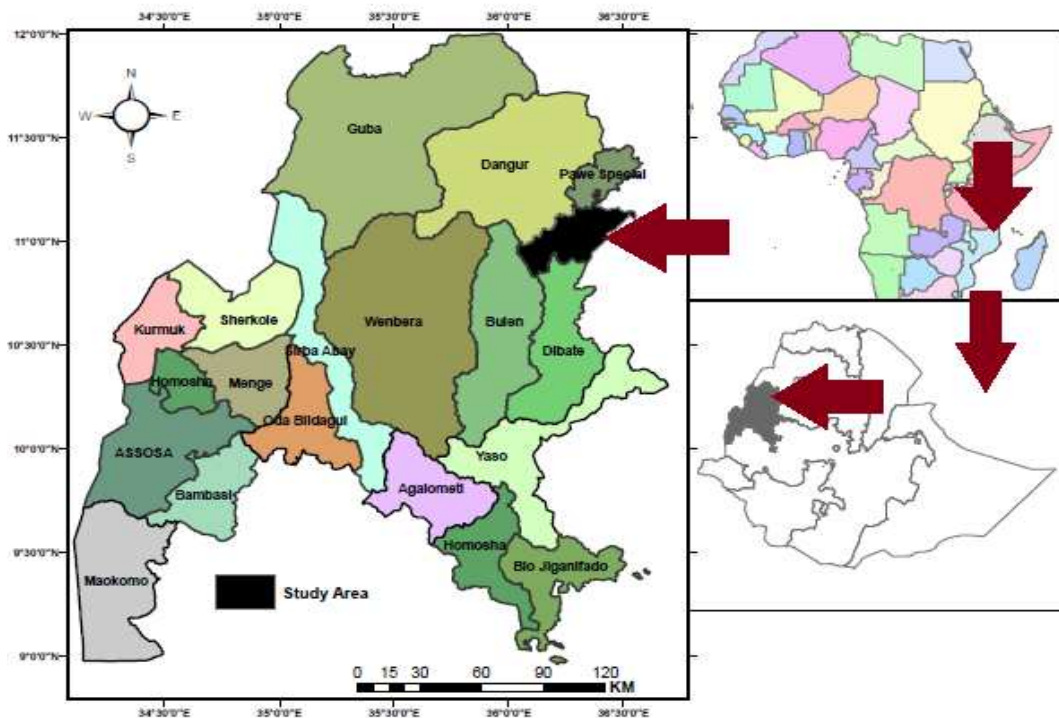 34°30'0"E 35°0'0"E 35°30'0"E 36°0'0"E 36°30'0"E
12°0'0"N
N
W E
S
Guba
11°30'0"N
Dangur
Pawe Special
11°0'0"N
Wenbera
Bulen
Sherkole
Kurmuk
10°30'0"N
Sirba Abay
Dibate
Homosha
Menge
Oda Bildagul
10°0'0"N
ASSOSA
Yaso
Bambasi
Agalometi
9°30'0"N
Homosha
Blo Jiganifado
Maokomo
Study Area
9°0'0"N
0 15 30 60 90 120
KM
34°30'0"E 35°0'0"E 35°30'0"E 36°0'0"E 36°30'0"E